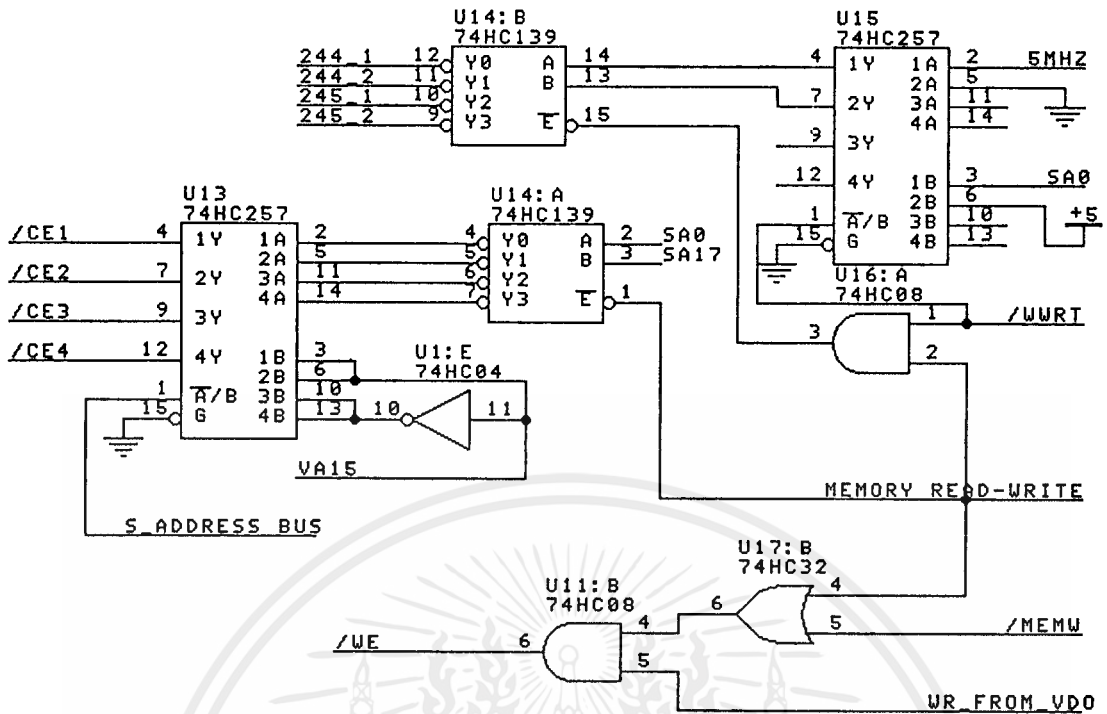 U14:B
74HC139
U15
74HC257
244_1 12 Y0 A 14 4 1Y 1A 2 5MHZ
244_2 11 Y1 B 13 2A 5
245_1 10 Y2 7 2Y 3A 11
245_2 9 Y3 E 15 4A 14
9 3Y
12 4Y 1B 3 SA0
2B 6 +5
1 A/B 3B 10
15 G 4B 13
U13
74HC257
U14:A
74HC139
/CE1 4 1Y 1A 2 4 Y0 A 2 SA0
2A 5 5 Y1 B 3 SA17
/CE2 7 2Y 3A 11 6 Y2
4A 14 7 Y3 E 1
/CE3 9 3Y
/CE4 12 4Y 1B 3
2B 6
1 A/B 3B 10
15 G 4B 13
U1:E
74HC04
10 11
VA15
S_ADDRESS BUS
U16:A
74HC08
3 1 /WWRT
2
MEMORY READ-WRITE
U17:B
74HC32
6 4
5 /MEMW
U11:B
74HC08
/WE 6 4
5
WR_FROM_VDO